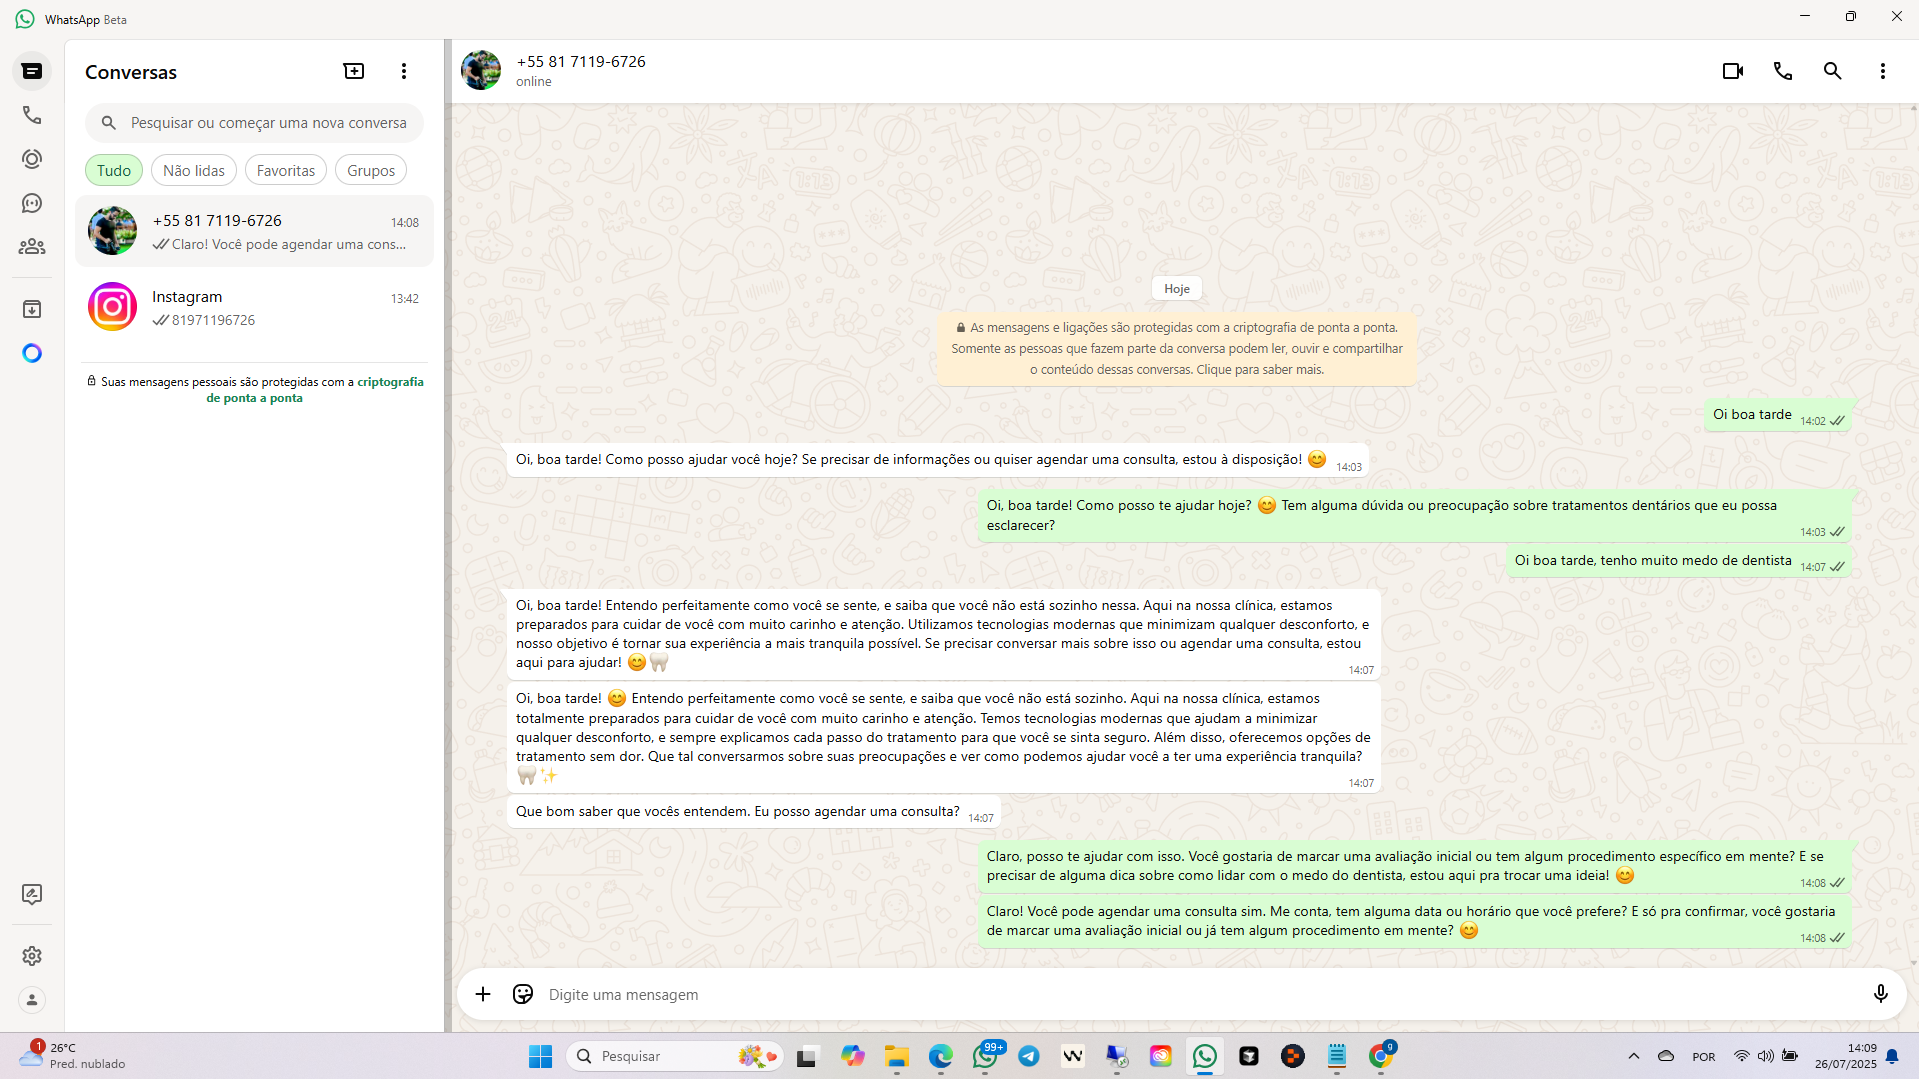 WhatsApp Beta
Conversas
Pesquisar ou começar uma nova conversa
Tudo
Não lidas
Favoritas
Grupos
+55 81 7119-6726
14:08
Claro! Você pode agendar uma cons...
Instagram
13:42
81971196726
Suas mensagens pessoais são protegidas com a criptografia
de ponta a ponta
+55 81 7119-6726
online
Hoje
As mensagens e ligações são protegidas com a criptografia de ponta a ponta.
Somente as pessoas que fazem parte da conversa podem ler, ouvir e compartilhar
o conteúdo dessas conversas. Clique para saber mais.
Oi boa tarde
14:02
Oi, boa tarde! Como posso ajudar você hoje? Se precisar de informações ou quiser agendar uma consulta, estou à disposição! 😊
14:03
Oi, boa tarde! Como posso te ajudar hoje? 😊 Tem alguma dúvida ou preocupação sobre tratamentos dentários que eu possa
esclarecer?
14:03
Oi boa tarde, tenho muito medo de dentista
14:07
Oi, boa tarde! Entendo perfeitamente como você se sente, e saiba que você não está sozinho nessa. Aqui na nossa clínica, estamos
preparados para cuidar de você com muito carinho e atenção. Utilizamos tecnologias modernas que minimizam qualquer desconforto, e
nosso objetivo é tornar sua experiência a mais tranquila possível. Se precisar conversar mais sobre isso ou agendar uma consulta, estou
aqui para ajudar! 😊🦷
14:07
Oi, boa tarde! 😊 Entendo perfeitamente como você se sente, e saiba que você não está sozinho. Aqui na nossa clínica, estamos
totalmente preparados para cuidar de você com muito carinho e atenção. Temos tecnologias modernas que ajudam a minimizar
qualquer desconforto, e sempre explicamos cada passo do tratamento para que você se sinta seguro. Além disso, oferecemos opções de
tratamento sem dor. Que tal conversarmos sobre suas preocupações e ver como podemos ajudar você a ter uma experiência tranquila?
🦷✨
14:07
Que bom saber que vocês entendem. Eu posso agendar uma consulta?
14:07
Claro, posso te ajudar com isso. Você gostaria de marcar uma avaliação inicial ou tem algum procedimento específico em mente? E se
precisar de alguma dica sobre como lidar com o medo do dentista, estou aqui pra trocar uma ideia! 😊
14:08
Claro! Você pode agendar uma consulta sim. Me conta, tem alguma data ou horário que você prefere? E só pra confirmar, você gostaria
de marcar uma avaliação inicial ou já tem algum procedimento em mente? 😊
14:08
Digite uma mensagem
1
26°C
Pred. nublado
Pesquisar
99+
9
POR
14:09
26/07/2025